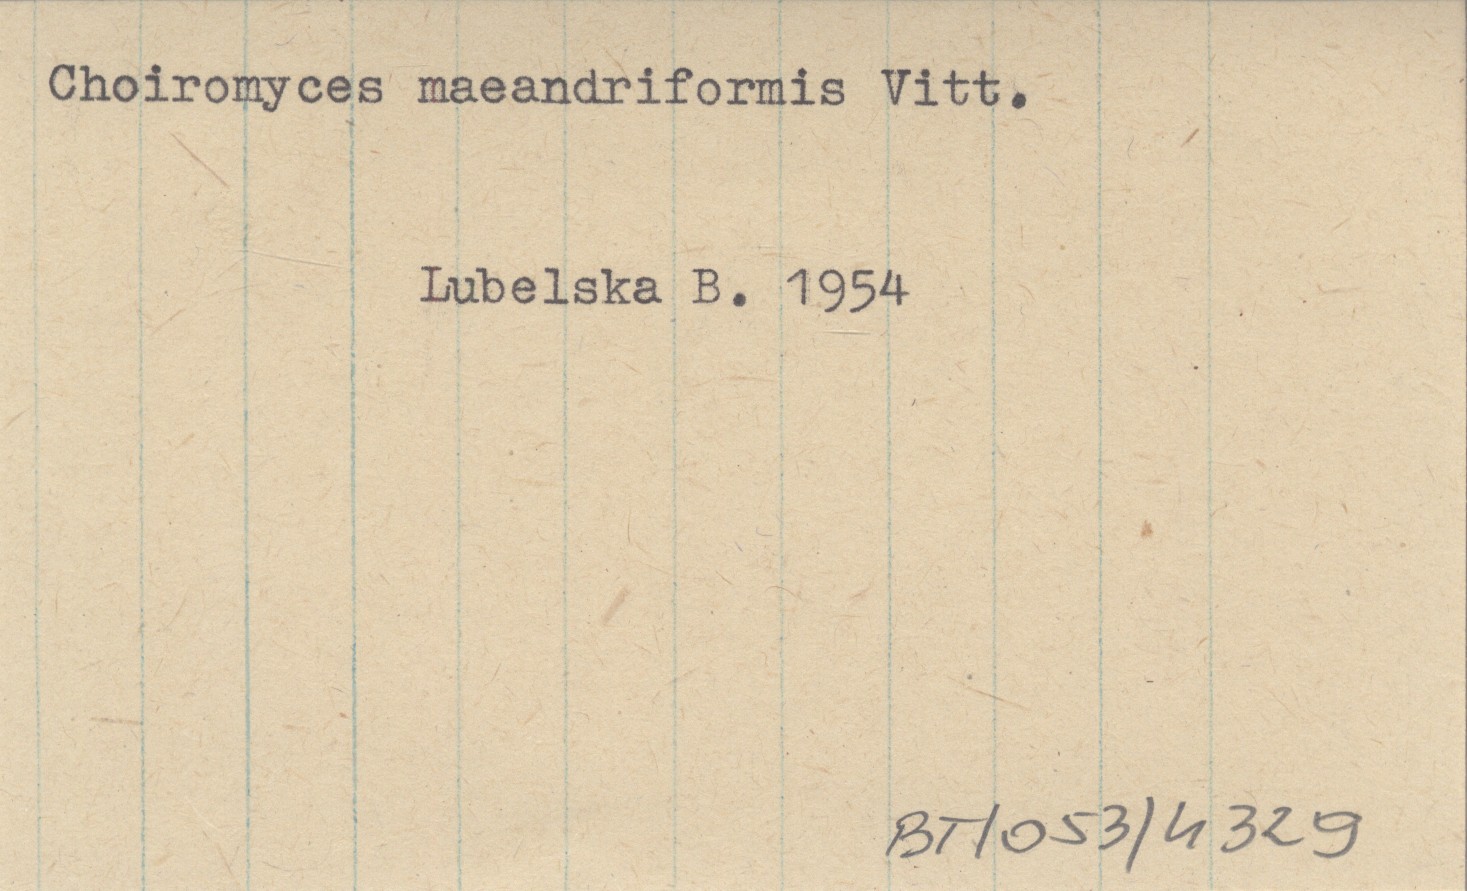 Choiromyces maeandriformis Vitt.
Lubelska B. 1954
BT/053/4329